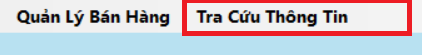 Quản Lý Bán Hàng Tra Cứu Thông Tin